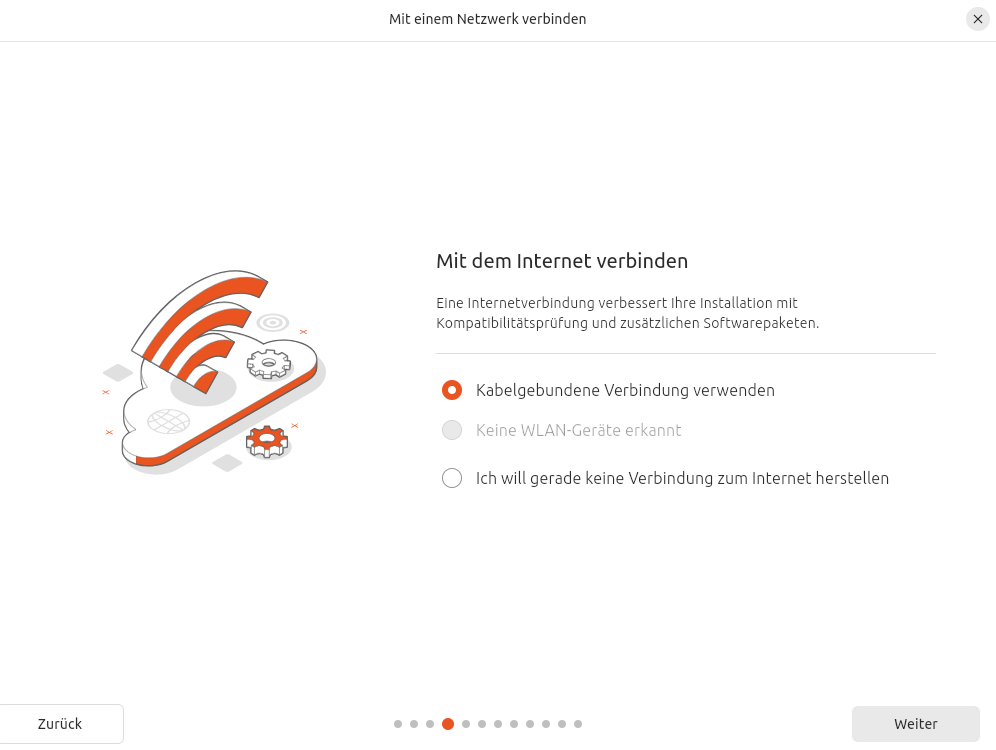 Mit einem Netzwerk verbinden
Mit dem Internet verbinden
Eine Internetverbindung verbessert Ihre Installation mit
Kompatibilitätsprüfung und zusätzlichen Softwarepaketen.
Kabelgebundene Verbindung verwenden
Keine WLAN-Geräte erkannt
Ich will gerade keine Verbindung zum Internet herstellen
Zurück
Weiter